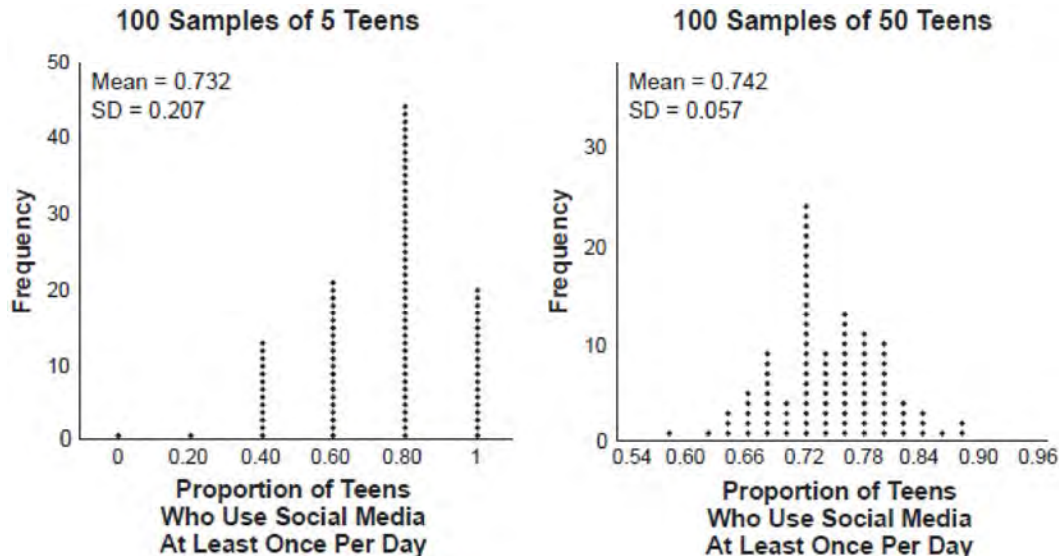 100 Samples of 5 Teens
50
Mean = 0.732
SD = 0.207
40
30
20
10
0
Frequency
0 0.20 0.40 0.60 0.80 1
Proportion of Teens
Who Use Social Media
At Least Once Per Day
100 Samples of 50 Teens
Mean = 0.742
SD = 0.057
30
20
10
0
Frequency
0.54 0.60 0.66 0.72 0.78 0.84 0.90 0.96
Proportion of Teens
Who Use Social Media
At Least Once Per Day